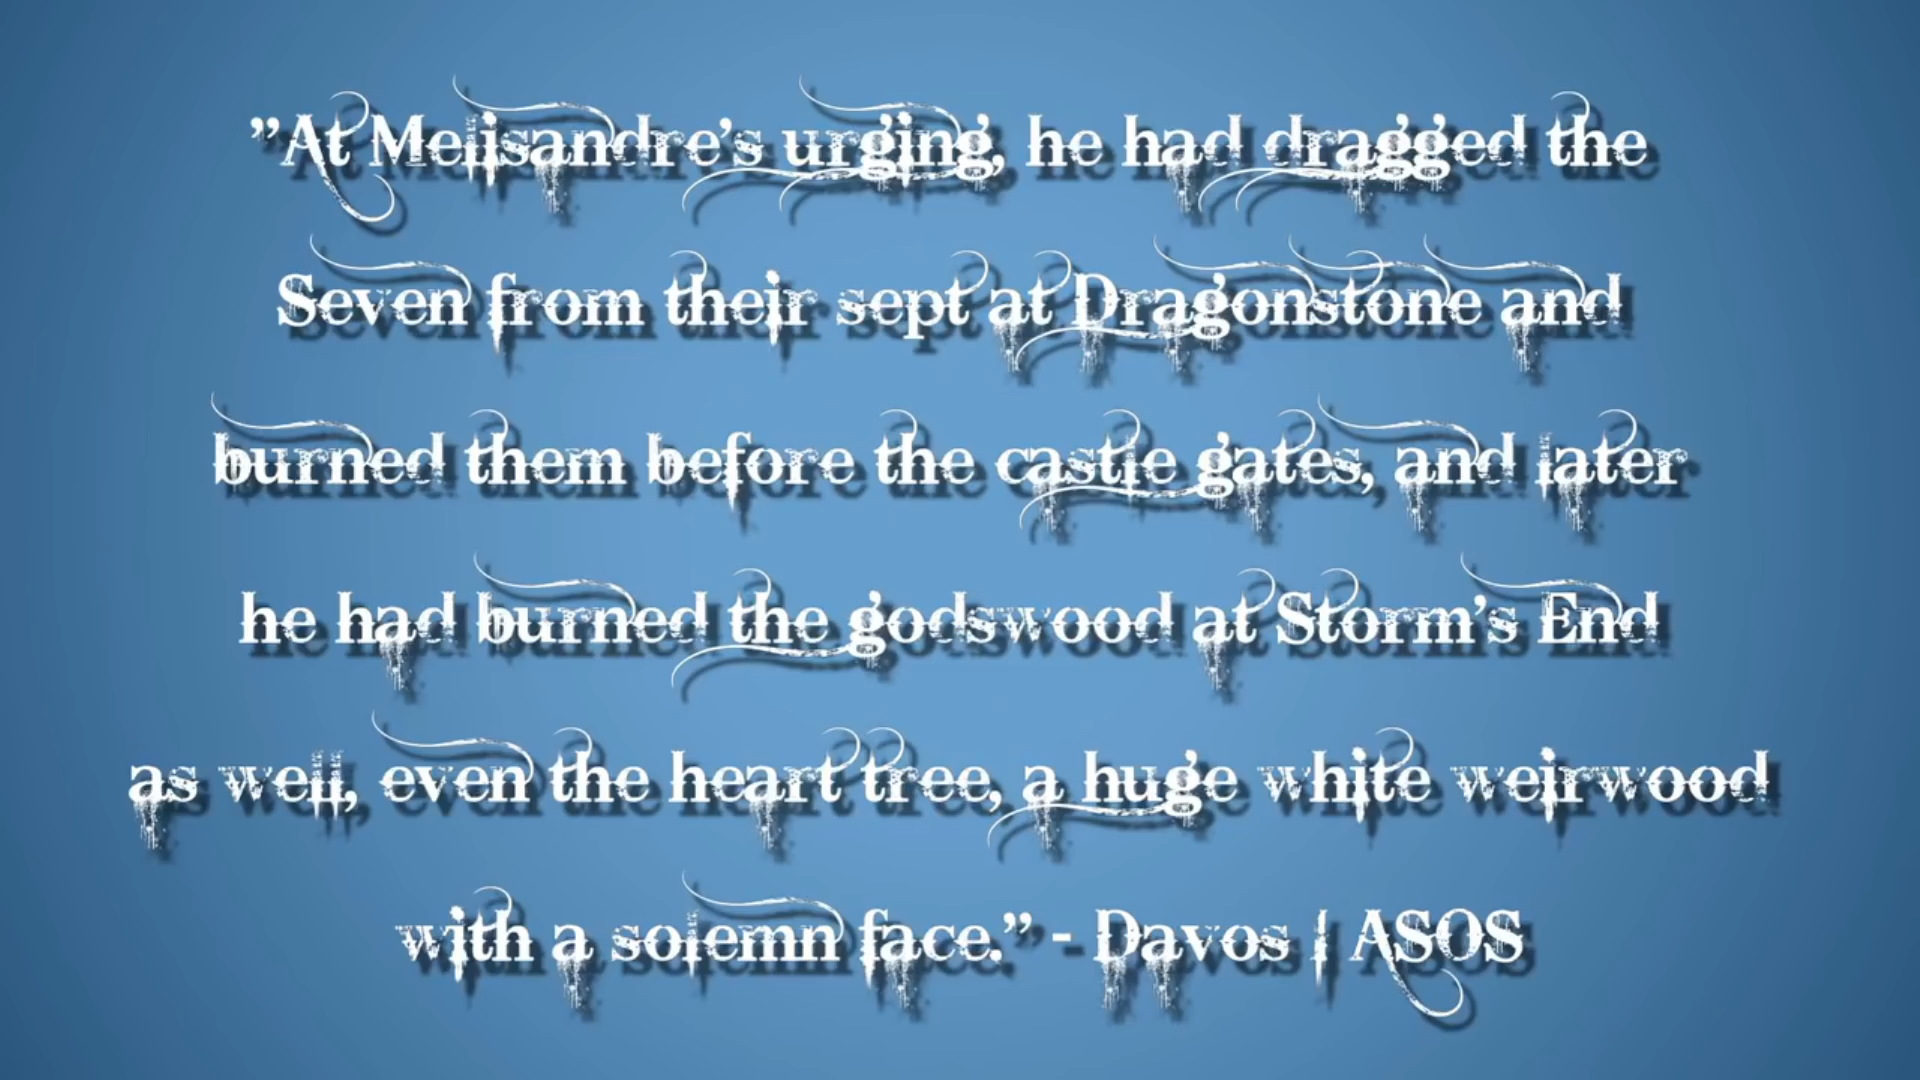 ”At Melisandre’s urging, he had dragged the
Seven from their sept at Dragonstone and
burned them before the castle gates, and later
he had burned the godswood at Storm’s End
as well, even the heart tree, a huge white weirwood
with a solemn face.” - Davos I ASOS